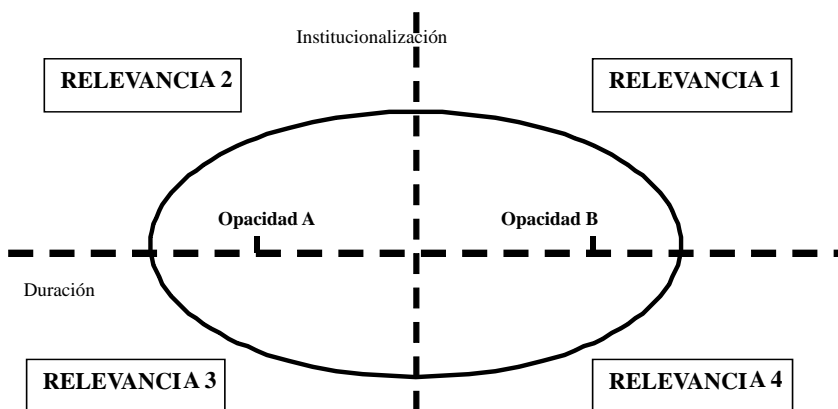 Institucionalización
RELEVANCIA 2
RELEVANCIA 1
Opacidad A
Opacidad B
Duración
RELEVANCIA 3
RELEVANCIA 4